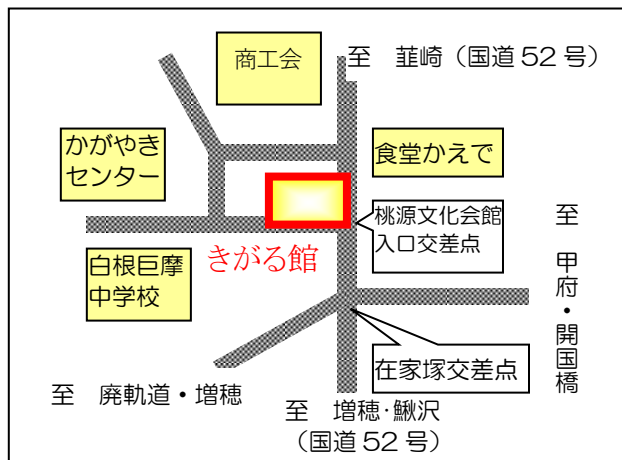 商工会
至 韮崎（国道52号）
かがやき
センター
食堂かえで
桃源文化会館
入口交差点
きがる館
白根巨摩
中学校
至 甲府・開国橋
在家塚交差点
至 廃軌道・増穂
至 増穂・鰍沢
（国道52号）